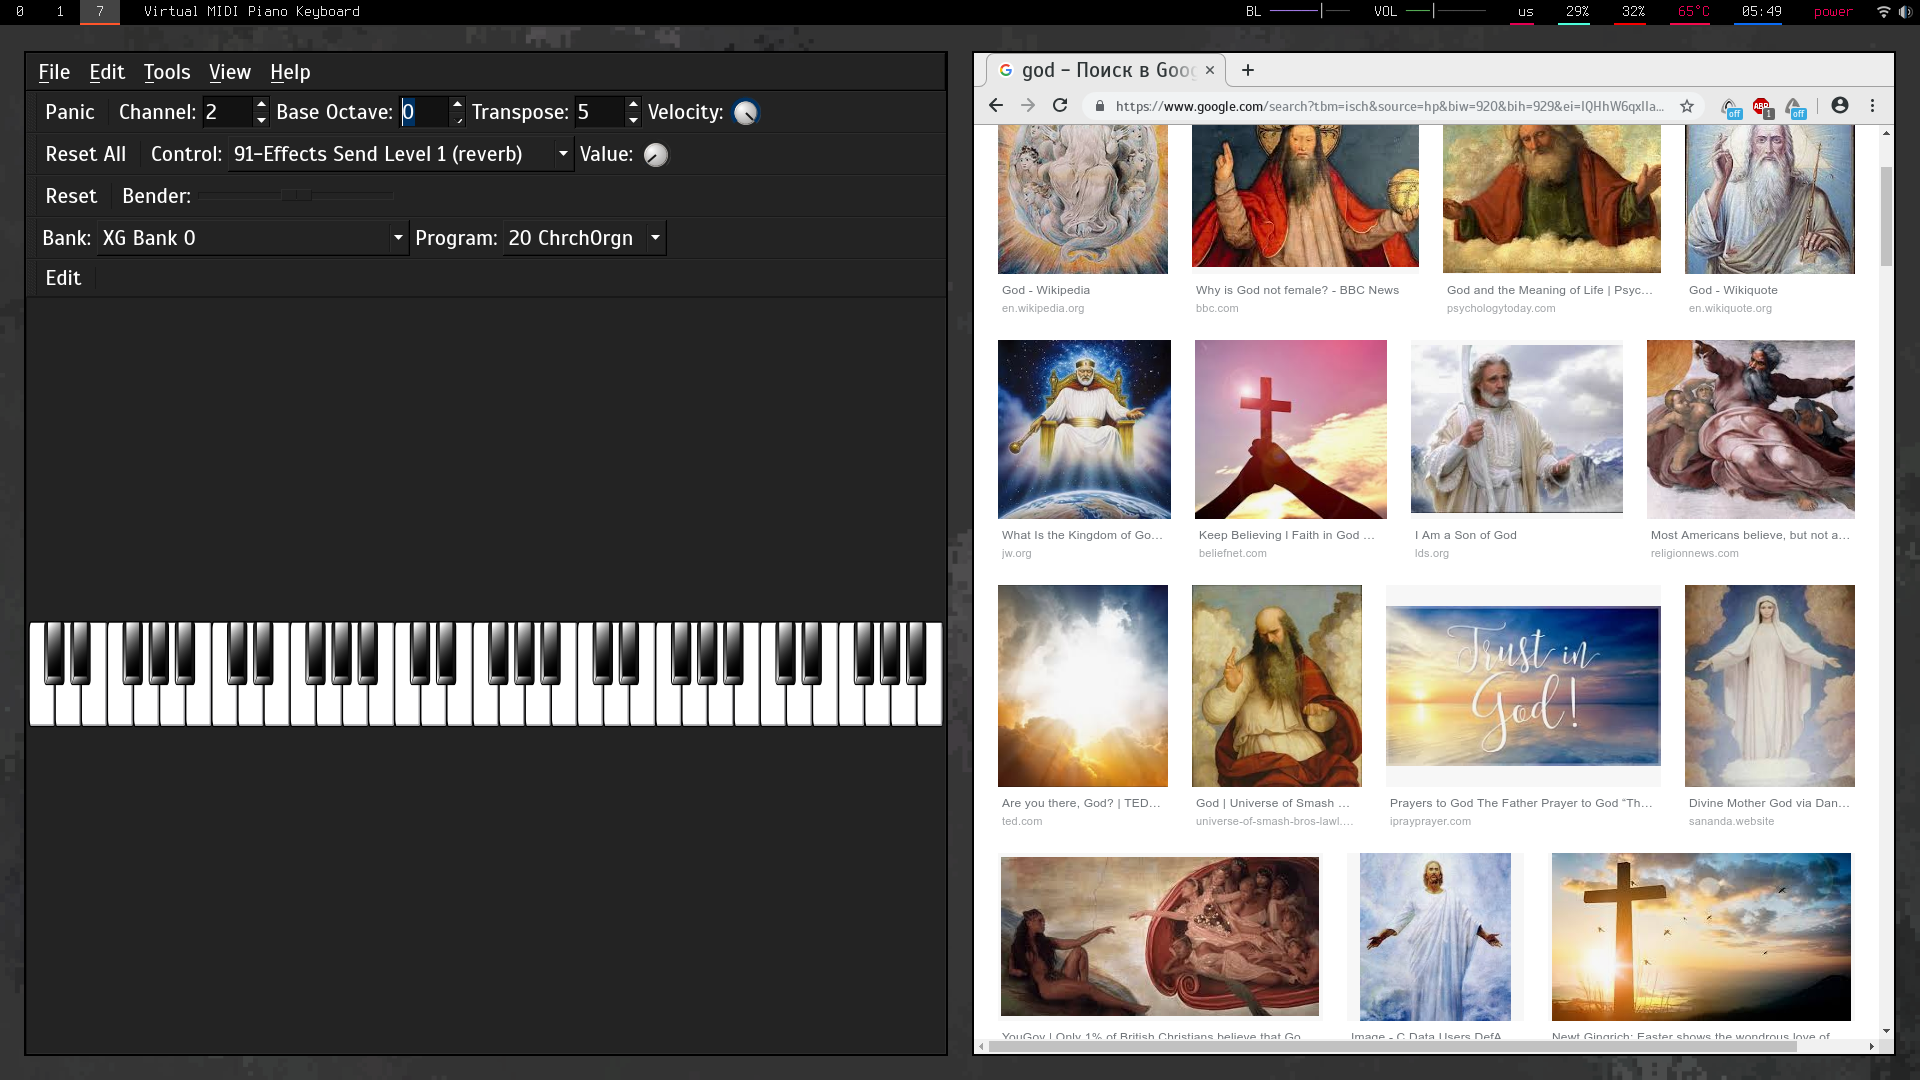 0 1 7 Virtual MIDI Piano Keyboard BL VOL us 29% 32% 65°C 05:49 power
File Edit Tools View Help
Panic Channel: 2 Base Octave: 0 Transpose: 5 Velocity:
Reset All Control: 91-Effects Send Level 1 (reverb) Value:
Reset Bender:
Bank: XG Bank 0 Program: 20 ChrchOrgn
Edit
god - Поиск в Goog
https://www.google.com/search?tbm=isch&source=hp&biw=920&bih=929&ei=IQHhW6qxIIa...
off ABP 1 off
God - Wikipedia
en.wikipedia.org
Why is God not female? - BBC News
bbc.com
God and the Meaning of Life | Psyc...
psychologytoday.com
God - Wikiquote
en.wikiquote.org
What Is the Kingdom of Go...
jw.org
Keep Believing I Faith in God ...
beliefnet.com
I Am a Son of God
lds.org
Most Americans believe, but not a...
religionnews.com
Trust in
God!
Are you there, God? | TED...
ted.com
God | Universe of Smash ...
universe-of-smash-bros-lawl....
Prayers to God The Father Prayer to God “Th...
iprayprayer.com
Divine Mother God via Dan...
sananda.website
YouGov | Only 1% of British Christians believe that Go...
Image - C Data Users DefA...
Newt Gingrich: Easter shows the wondrous love of ...